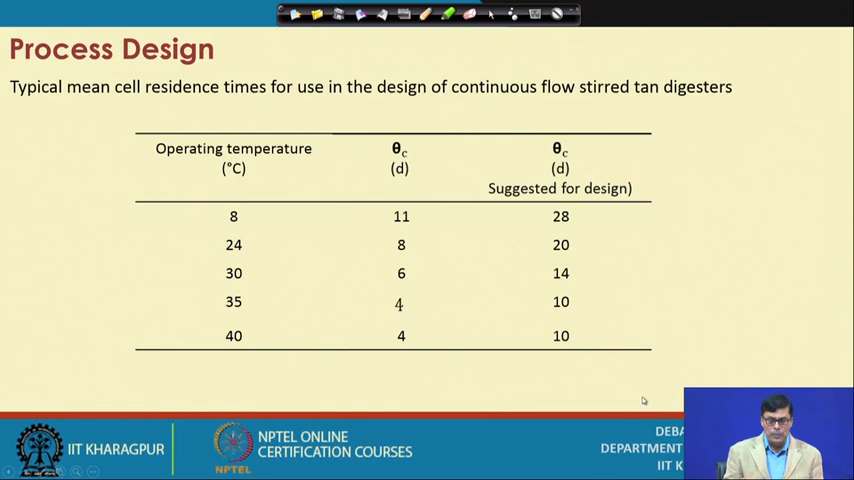 Process Design
Typical mean cell residence times for use in the design of continuous flow stirred tan digesters
Operating temperature (°C) θc (d) θc (d) Suggested for design)
8 11 28
24 8 20
30 6 14
35 4 10
40 4 10
IIT KHARAGPUR
NPTEL
NPTEL ONLINE
CERTIFICATION COURSES
DEBA
DEPARTMENT
IIT K